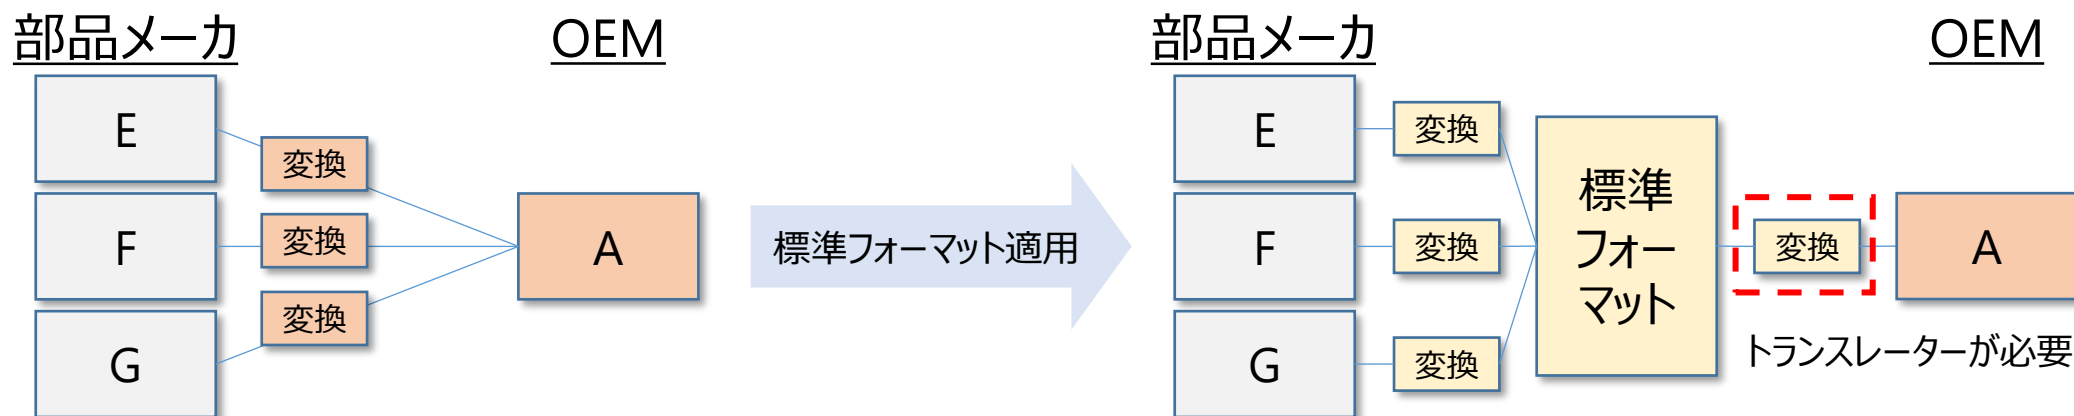 部品メーカ
OEM
E
変換
F
変換
A
変換
G
標準フォーマット適用
部品メーカ
OEM
E
変換
F
変換
G
変換
標準
フォー
マット
変換
A
トランスレーターが必要